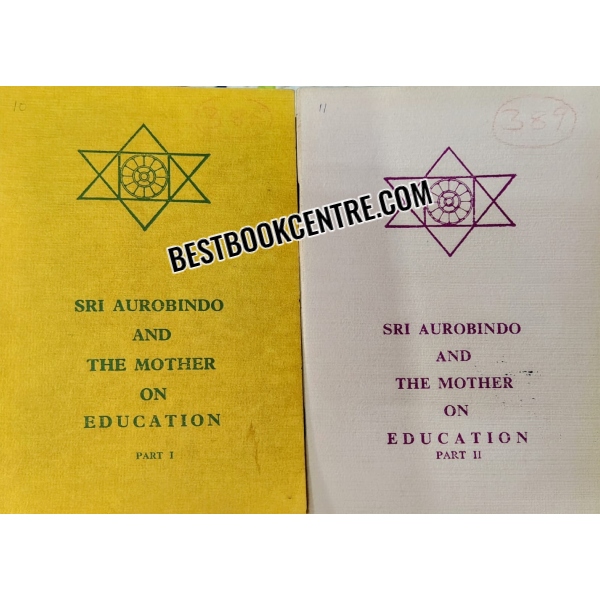 10
SRI AUROBINDO
AND
THE MOTHER
ON
EDUCATION
PART I
11
389
SRI AUROBINDO
AND
THE MOTHER
ON
EDUCATION
PART II
BESTBOOKCENTRE.COM